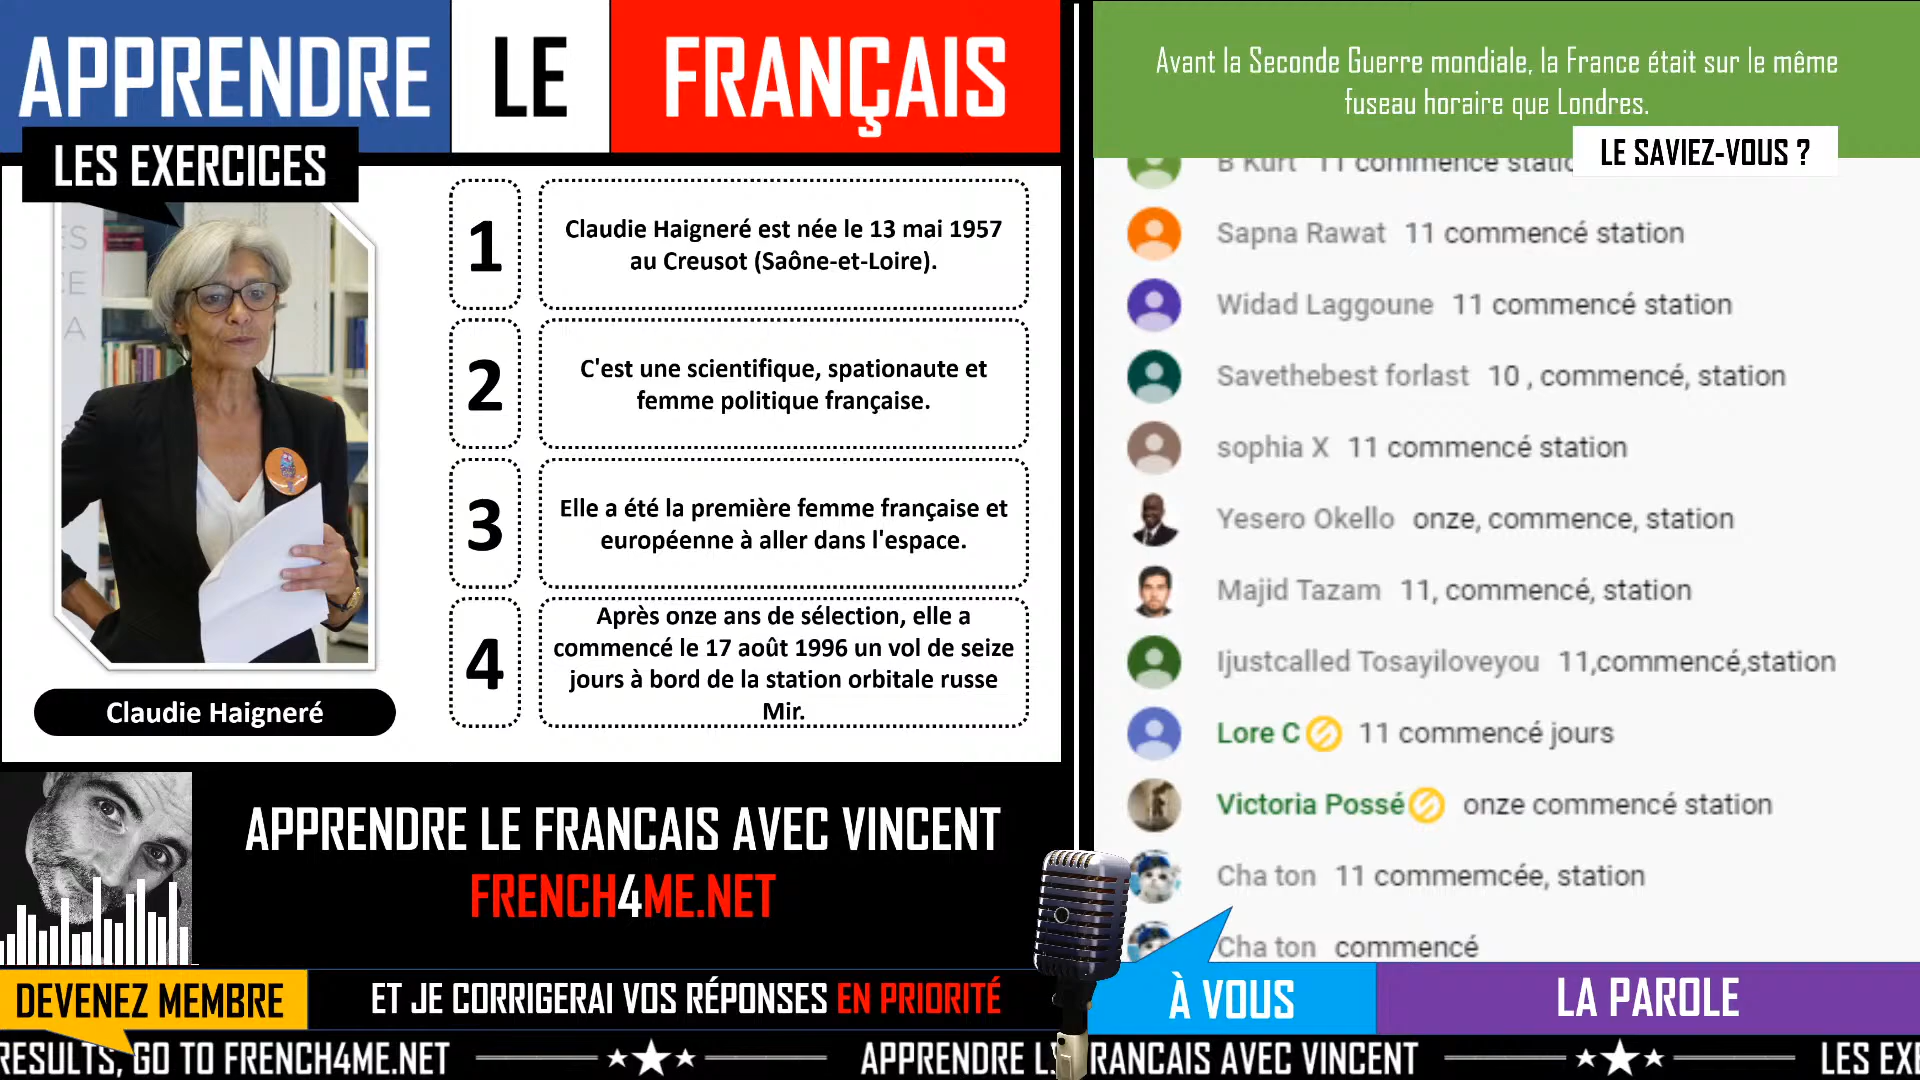 APPRENDRE LE FRANÇAIS
LES EXERCICES
1
Claudie Haigneré est née le 13 mai 1957
au Creusot (Saône-et-Loire).
2
C'est une scientifique, spationaute et
femme politique française.
3
Elle a été la première femme française et
européenne à aller dans l'espace.
4
Après onze ans de sélection, elle a
commencé le 17 août 1996 un vol de seize
jours à bord de la station orbitale russe
Mir.
Claudie Haigneré
APPRENDRE LE FRANCAIS AVEC VINCENT
FRENCH4ME.NET
DEVENEZ MEMBRE
ET JE CORRIGERAI VOS RÉPONSES EN PRIORITÉ
Avant la Seconde Guerre mondiale, la France était sur le même
fuseau horaire que Londres.
LE SAVIEZ-VOUS ?
B Kurt 11 commencé
Sapna Rawat 11 commencé station
Widad Laggoune 11 commencé station
Savethebest forlast 10 , commencé, station
sophia X 11 commencé station
Yesero Okello onze, commence, station
Majid Tazam 11, commencé, station
Ijustcalled Tosayiloveyou 11,commencé,station
Lore C 11 commencé jours
Victoria Possé onze commencé station
Cha ton 11 commemcée, station
Cha ton commencé
À VOUS
LA PAROLE
RESULTS, GO TO FRENCH4ME.NET ★★★ APPRENDRE L RANCAIS AVEC VINCENT ★★★ LES EXE